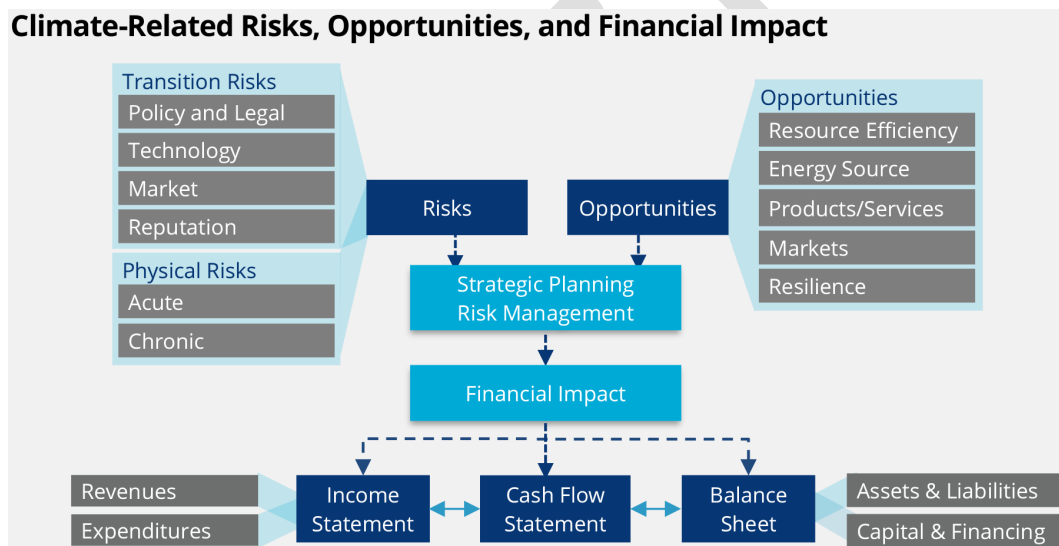 Climate-Related Risks, Opportunities, and Financial Impact
Transition Risks
Policy and Legal
Technology
Market
Reputation
Physical Risks
Acute
Chronic
Risks
Opportunities
Opportunities
Resource Efficiency
Energy Source
Products/Services
Markets
Resilience
Strategic Planning
Risk Management
Financial Impact
Revenues
Expenditures
Income
Statement
Cash Flow
Statement
Balance
Sheet
Assets & Liabilities
Capital & Financing